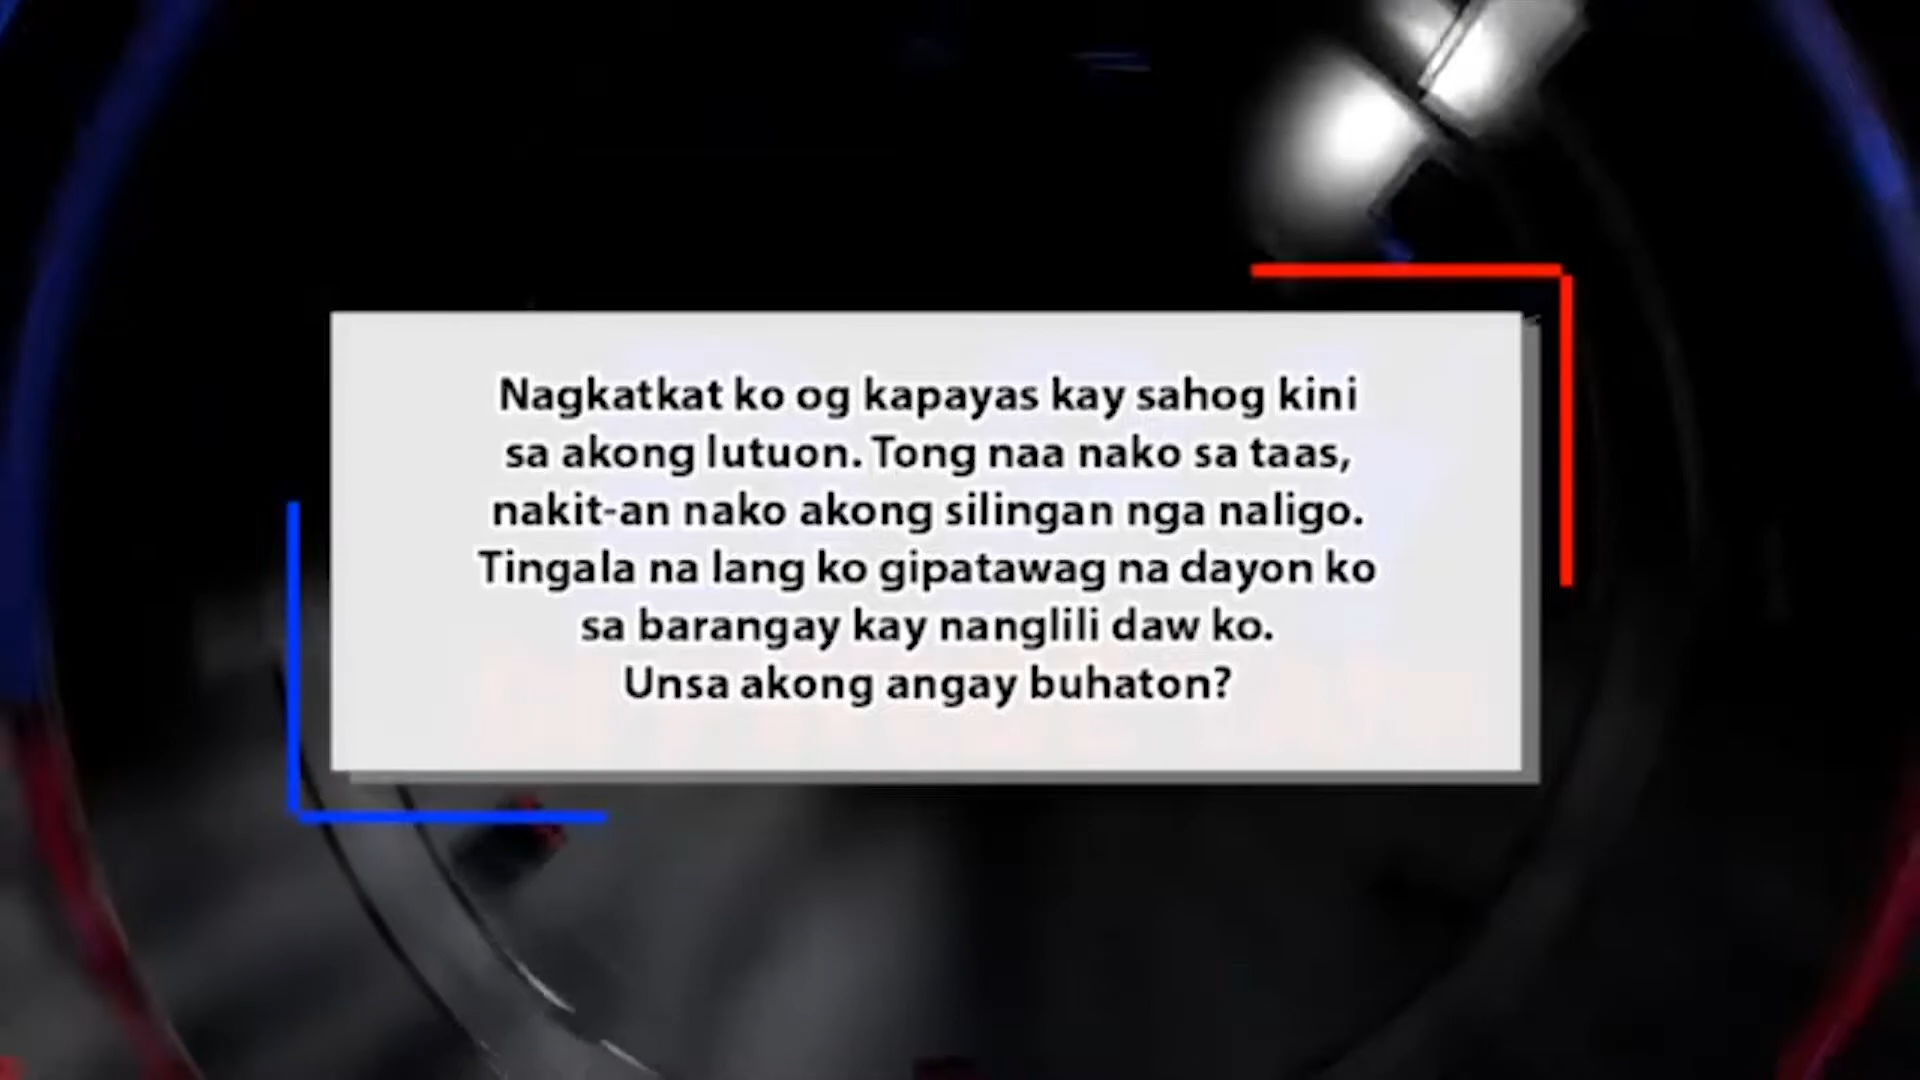 Nagkatkat ko og kapayas kay sahog kini
sa akong lutuon. Tong naa nako sa taas,
nakit-an nako akong silingan nga naligo.
Tingala na lang ko gipatawag na dayon ko
sa barangay kay nanglili daw ko.
Unsa akong angay buhaton?